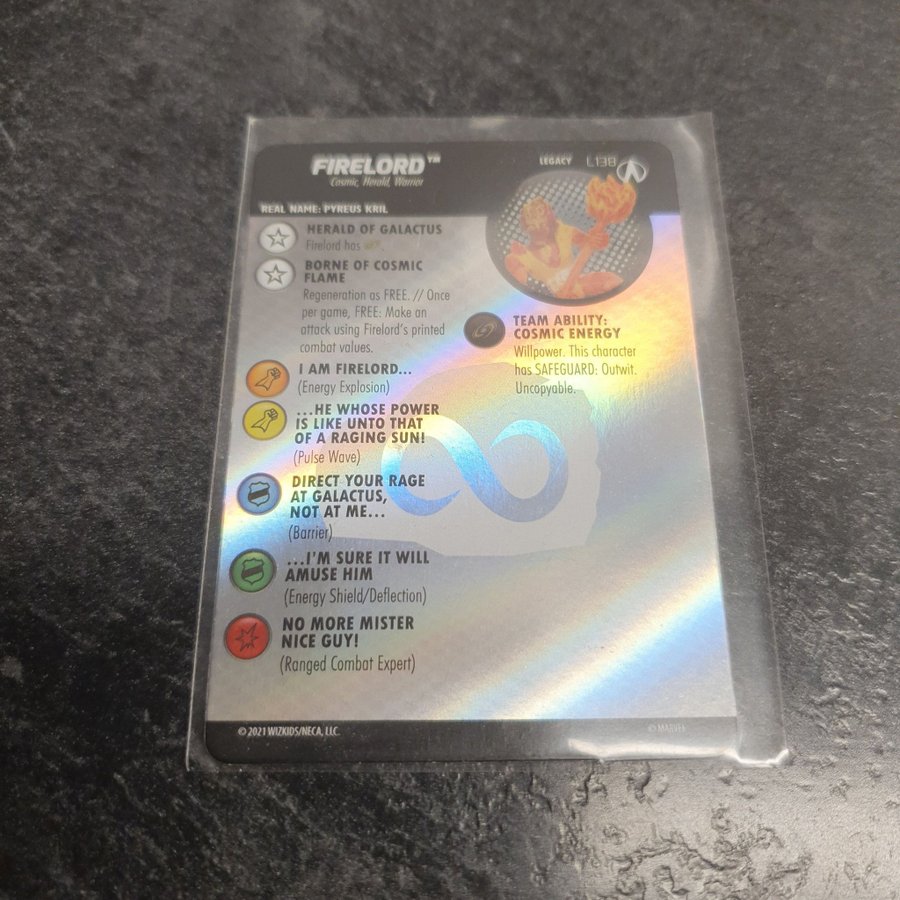 FIRELORD™
Cosmic, Herald, Warrior
LEGACY L138
REAL NAME: PYREUS KRIL
HERALD OF GALACTUS
Firelord has
BORNE OF COSMIC
FLAME
Regeneration as FREE. // Once
per game, FREE: Make an
attack using Firelord's printed
combat values.
I AM FIRELORD...
(Energy Explosion)
...HE WHOSE POWER
IS LIKE UNTO THAT
OF A RAGING SUN!
(Pulse Wave)
DIRECT YOUR RAGE
AT GALACTUS,
NOT AT ME...
(Barrier)
...I'M SURE IT WILL
AMUSE HIM
(Energy Shield/Deflection)
NO MORE MISTER
NICE GUY!
(Ranged Combat Expert)
TEAM ABILITY:
COSMIC ENERGY
Willpower. This character
has SAFEGUARD: Outwit.
Uncopyable.
© 2021 WIZKIDS/NECA, LLC.
© MARVEL